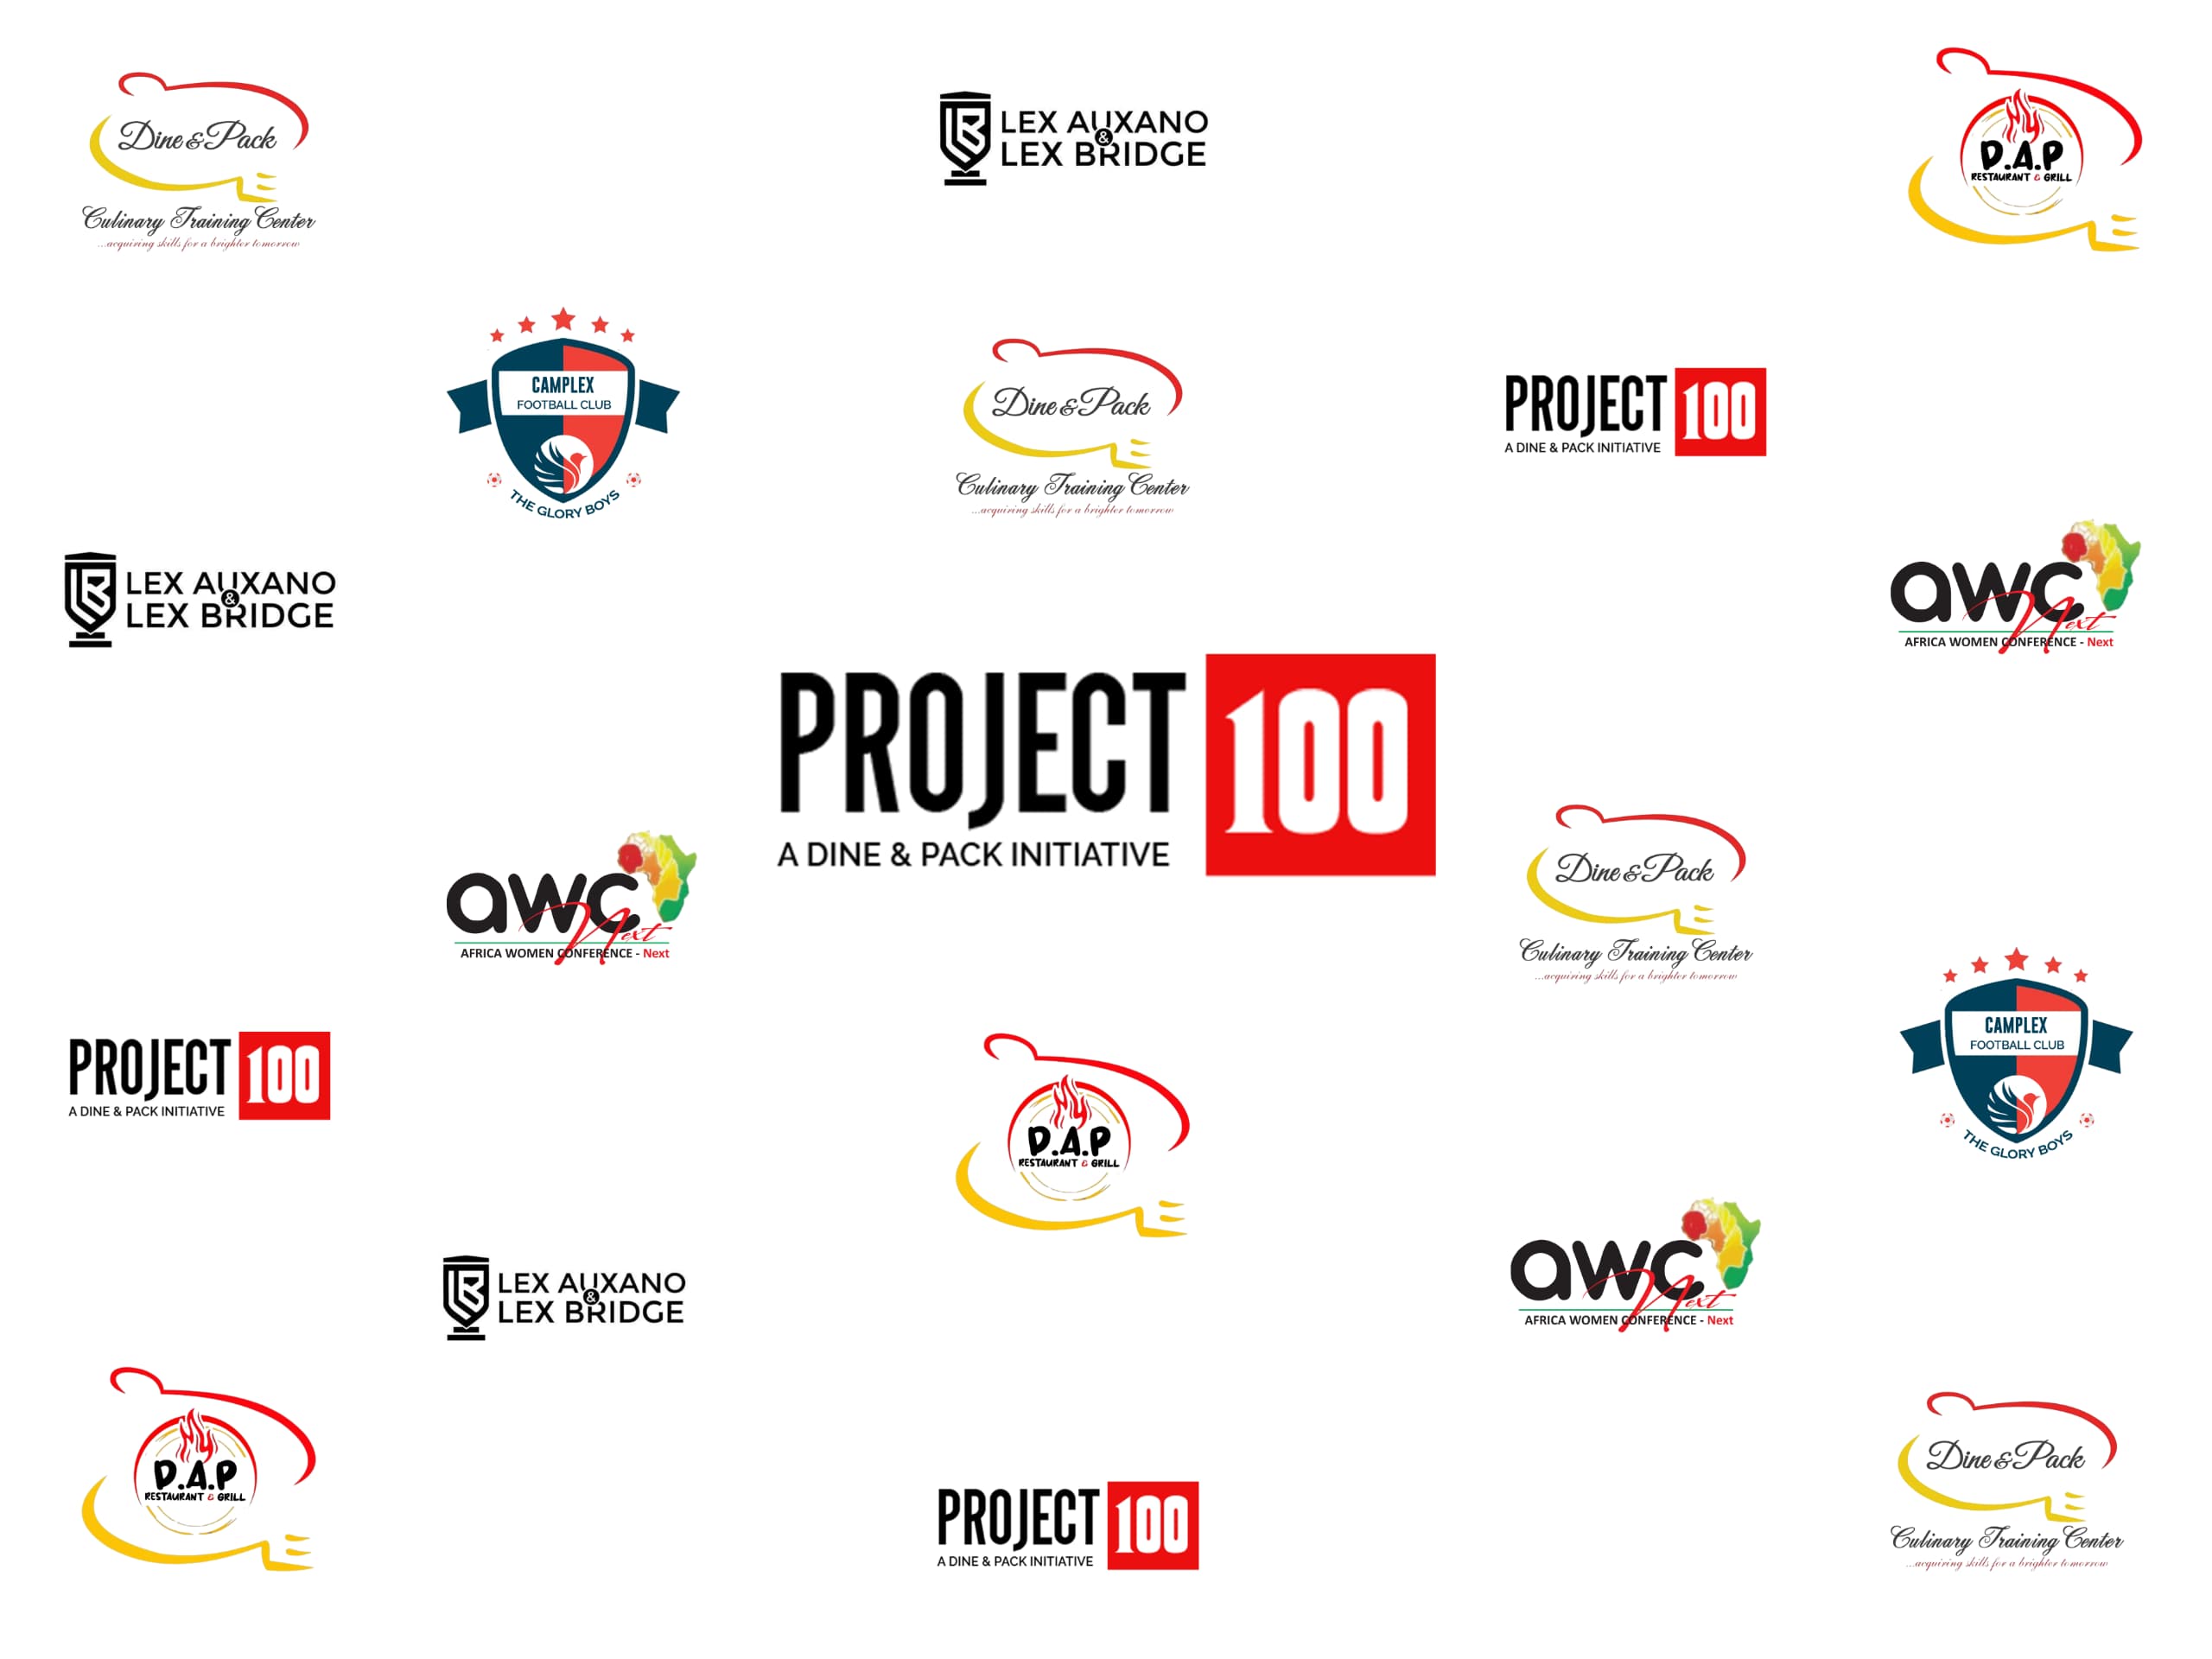 Dine & Pack
Culinary Training Center
...acquiring skills for a brighter tomorrow
LEX AUXANO
&
LEX BRIDGE
My
D.A.P
RESTAURANT & GRILL
CAMPLEX
FOOTBALL CLUB
THE GLORY BOYS
Dine & Pack
Culinary Training Center
...acquiring skills for a brighter tomorrow
PROJECT 100
A DINE & PACK INITIATIVE
LEX AUXANO
&
LEX BRIDGE
awc
Next
AFRICA WOMEN CONFERENCE - Next
PROJECT 100
A DINE & PACK INITIATIVE
awc
Next
AFRICA WOMEN CONFERENCE - Next
Dine & Pack
Culinary Training Center
...acquiring skills for a brighter tomorrow
CAMPLEX
FOOTBALL CLUB
THE GLORY BOYS
PROJECT 100
A DINE & PACK INITIATIVE
My
D.A.P
RESTAURANT & GRILL
LEX AUXANO
&
LEX BRIDGE
awc
Next
AFRICA WOMEN CONFERENCE - Next
My
D.A.P
RESTAURANT & GRILL
PROJECT 100
A DINE & PACK INITIATIVE
Dine & Pack
Culinary Training Center
...acquiring skills for a brighter tomorrow